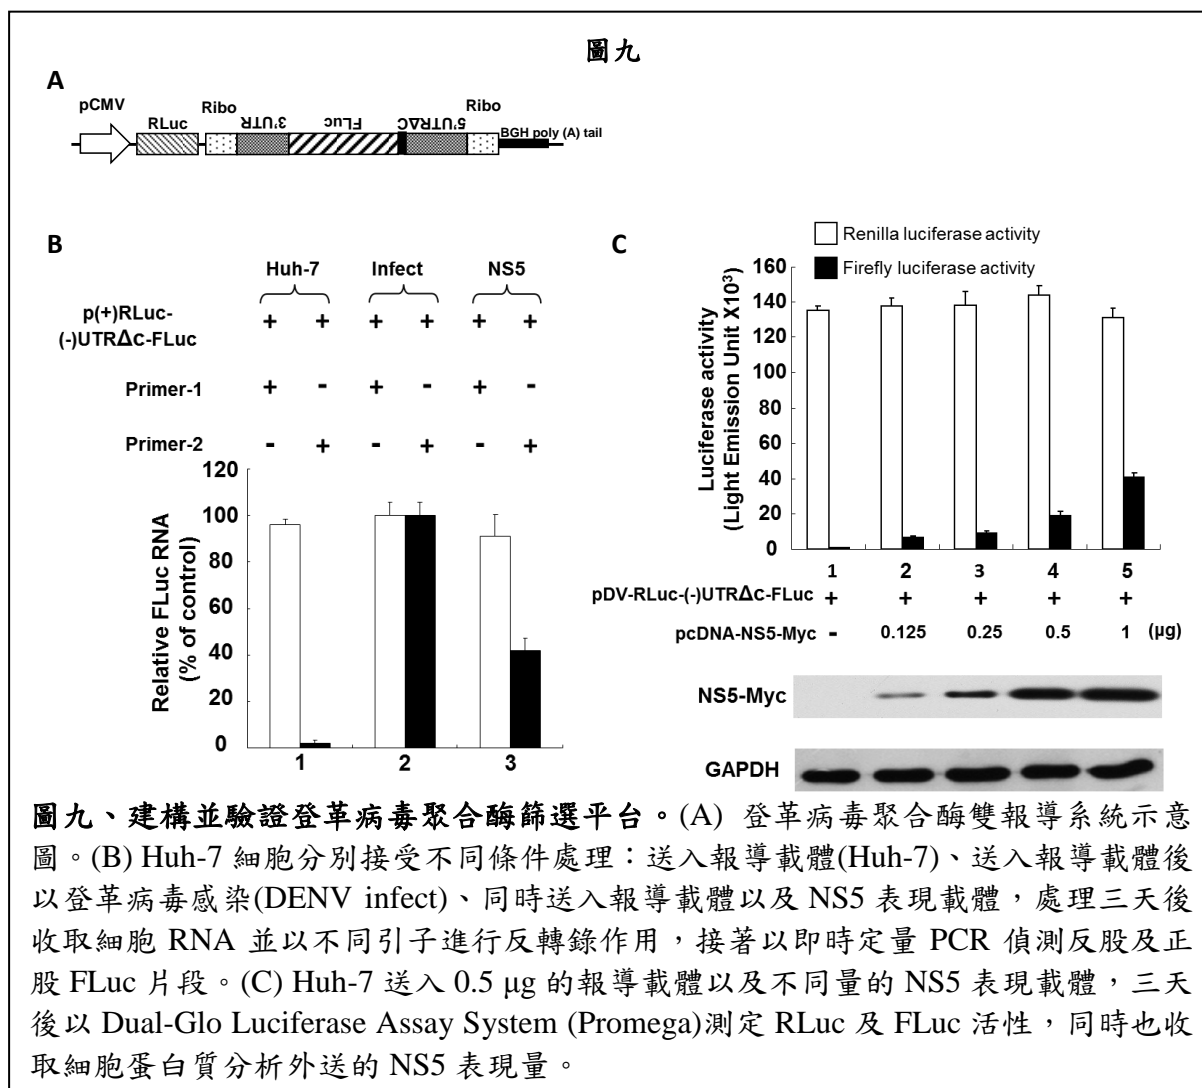 圖九
A
pCMV
RLuc
Ribo
3'UTR
FLuc
5'UTRΔC
Ribo
BGH poly (A) tail
B
Huh-7 Infect NS5
p(+)RLuc-
(-)UTRΔC-FLuc
+ + + + + +
Primer-1 + - + - + -
Primer-2 - + - + - +
Relative FLuc RNA
(% of control)
120
100
80
60
40
20
0
1 2 3
C
Renilla luciferase activity
Firefly luciferase activity
Luciferase activity
(Light Emission Unit X10³)
160
140
120
100
80
60
40
20
0
1 2 3 4 5
pDV-RLuc-(-)UTRΔC-FLuc + + + + +
pcDNA-NS5-Myc - 0.125 0.25 0.5 1 (μg)
NS5-Myc
GAPDH
圖九、建構並驗證登革病毒聚合酶篩選平台。(A) 登革病毒聚合酶雙報導系統示意
圖。(B) Huh-7 細胞分別接受不同條件處理：送入報導載體(Huh-7)、送入報導載體後
以登革病毒感染(DENV infect)、同時送入報導載體以及 NS5 表現載體，處理三天後
收取細胞 RNA 並以不同引子進行反轉錄作用，接著以即時定量 PCR 偵測反股及正
股 FLuc 片段。(C) Huh-7 送入 0.5 μg 的報導載體以及不同量的 NS5 表現載體，三天
後以 Dual-Glo Luciferase Assay System (Promega)測定 RLuc 及 FLuc 活性，同時也收
取細胞蛋白質分析外送的 NS5 表現量。